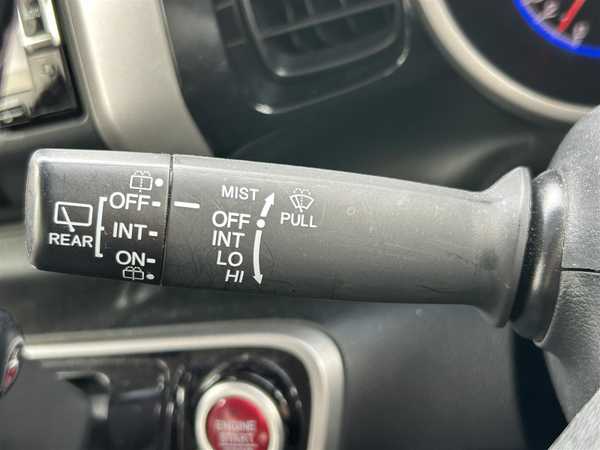 OFF
INT
ON
REAR
MIST
OFF
INT
LO
HI
PULL
ENGINE
START